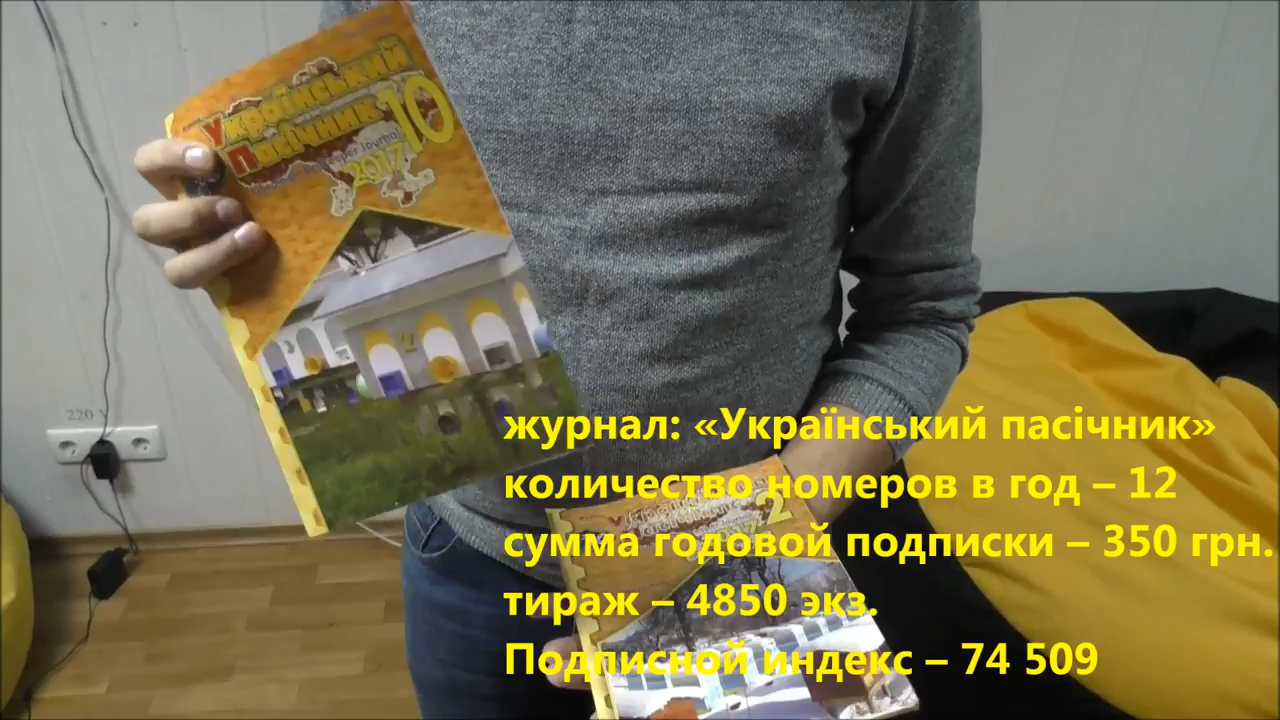 Український
Пасічник 10
2017
220 V
журнал: «Український пасічник»
количество номеров в год – 12
сумма годовой подписки – 350 грн.
тираж – 4850 экз.
Подписной индекс – 74 509